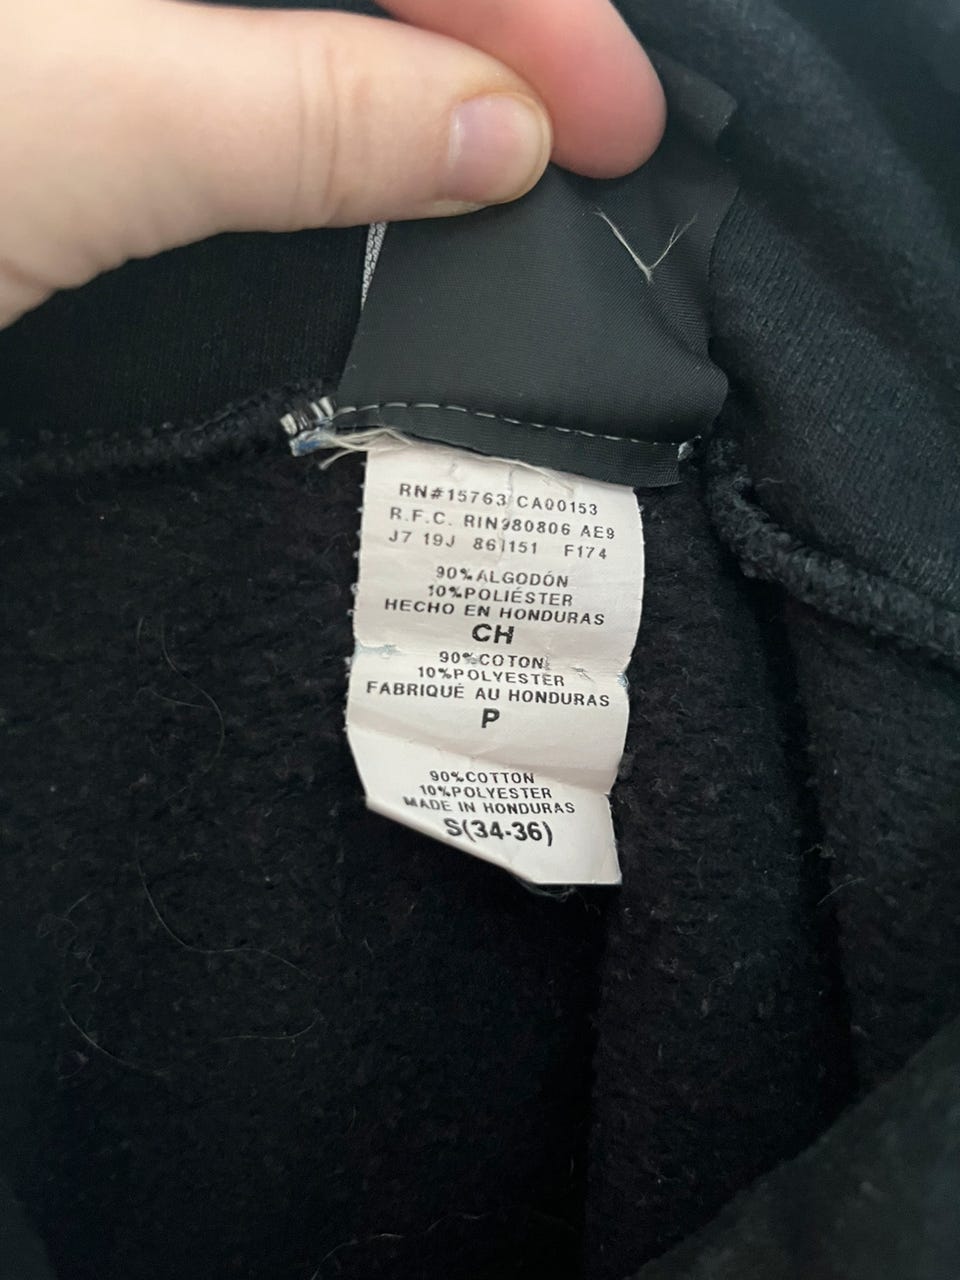 RN#15763 CA00153
R.F.C. RIN980806 AE9
J7 19J 861151 F174
90%ALGODÓN
10%POLIÉSTER
HECHO EN HONDURAS
CH
90%COTON
10%POLYESTER
FABRIQUÉ AU HONDURAS
P
90%COTTON
10%POLYESTER
MADE IN HONDURAS
S(34-36)